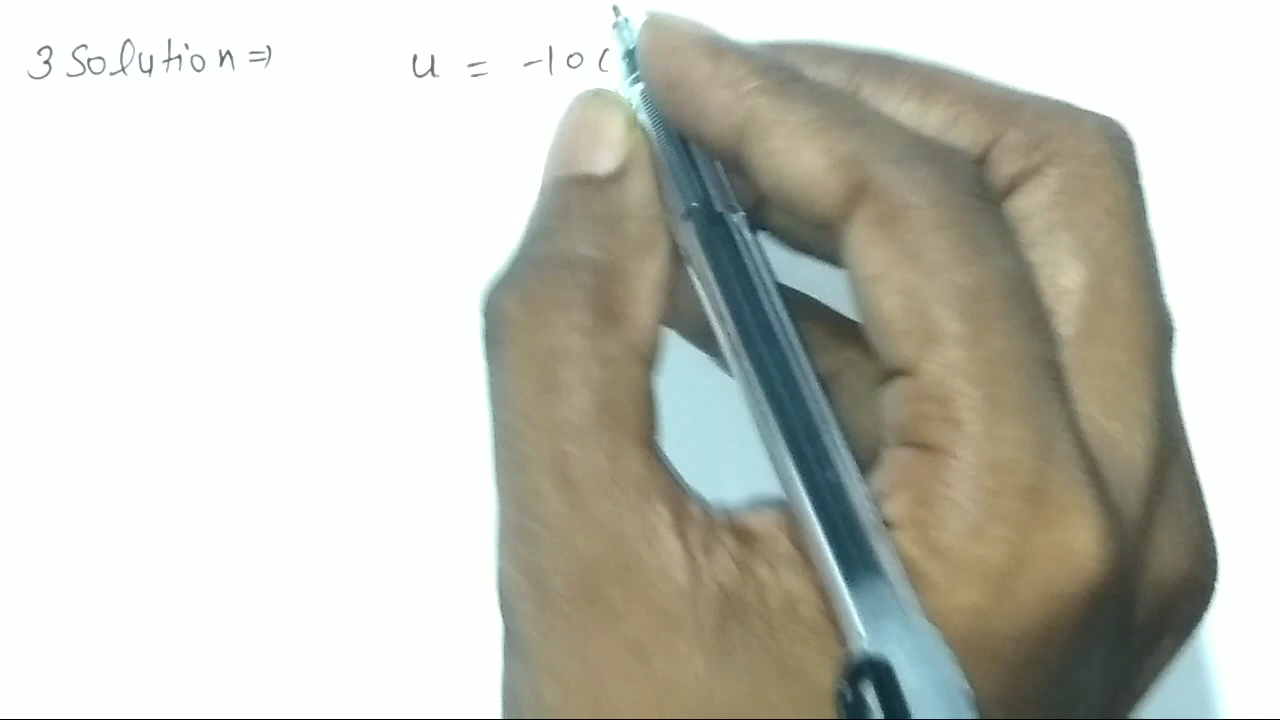 3 Solution ⇒ u = -10(